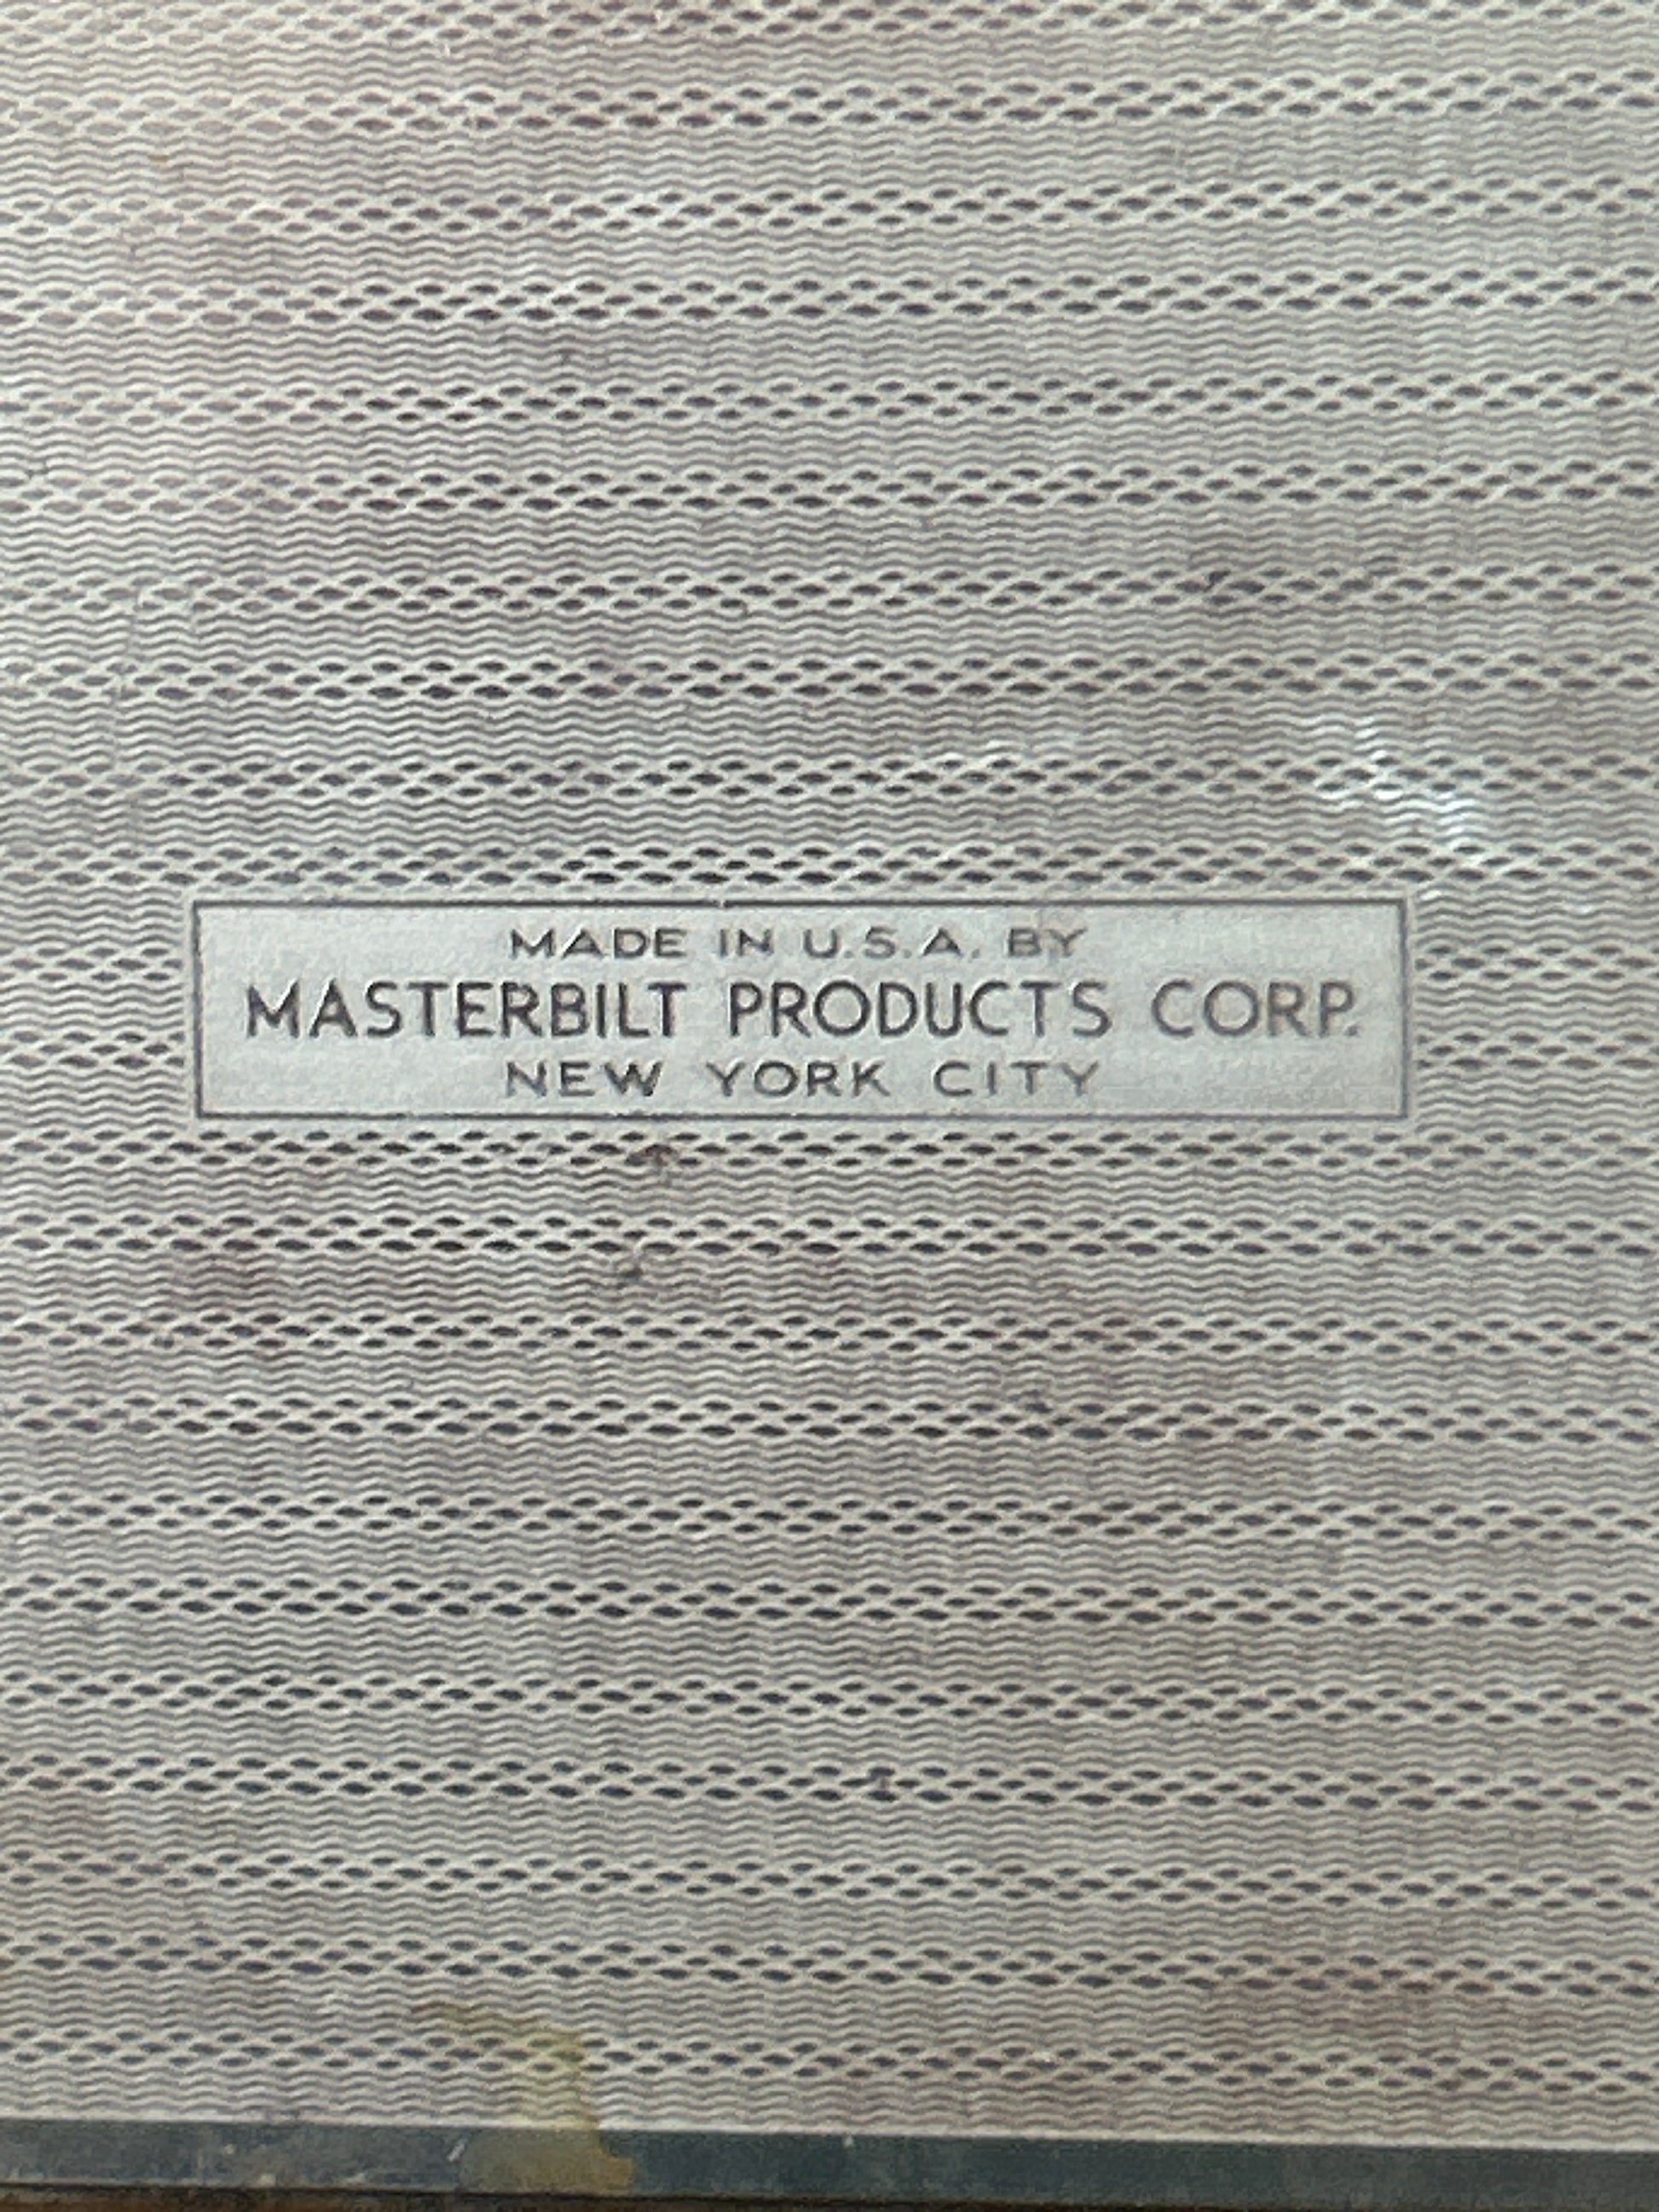 MADE IN U.S.A. BY
MASTERBILT PRODUCTS CORP.
NEW YORK CITY